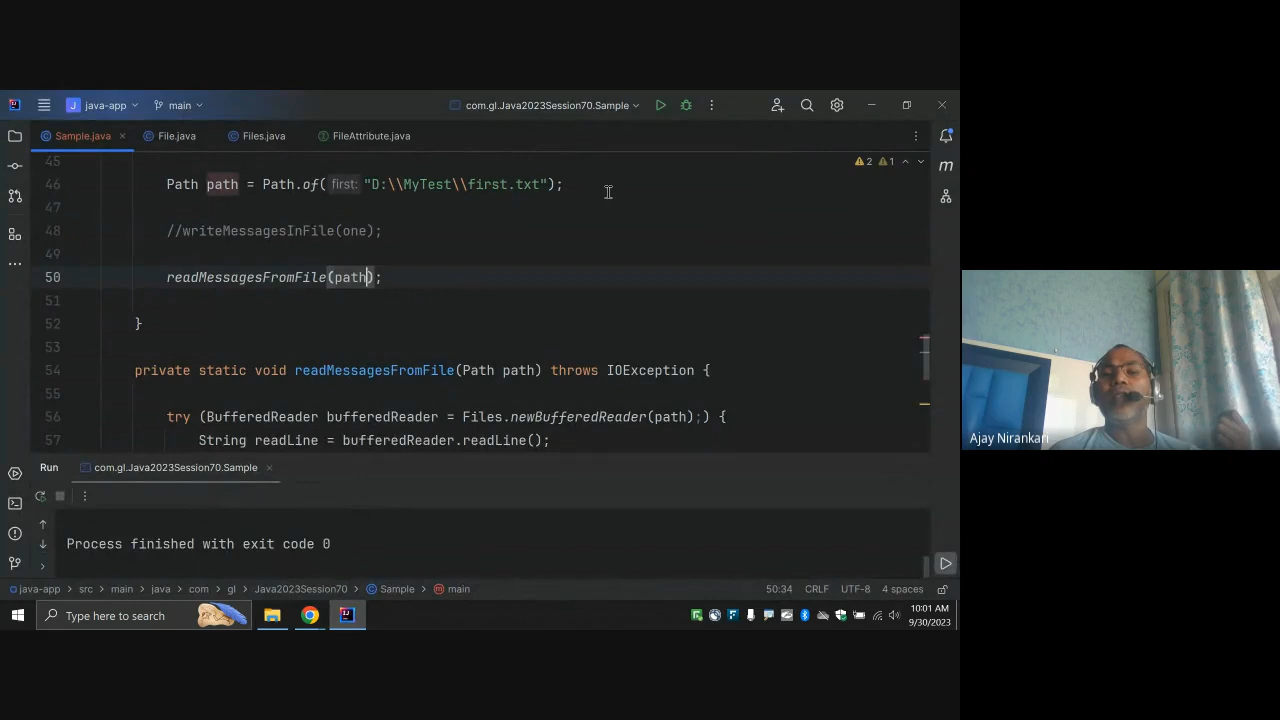 java-app
main
com.gl.Java2023Session70.Sample
Sample.java
File.java
Files.java
FileAttribute.java
45
2
1
46 Path path = Path.of( first: "D:\\MyTest\\first.txt");
47
48 //writeMessagesInFile(one);
49
50 readMessagesFromFile(path);
51
52 }
53
54 private static void readMessagesFromFile(Path path) throws IOException {
55
56 try (BufferedReader bufferedReader = Files.newBufferedReader(path);) {
57 String readLine = bufferedReader.readLine();
Ajay Nirankari
Run com.gl.Java2023Session70.Sample
Process finished with exit code 0
java-app > src > main > java > com > gl > Java2023Session70 > Sample > main
50:34 CRLF UTF-8 4 spaces
Type here to search
10:01 AM
9/30/2023